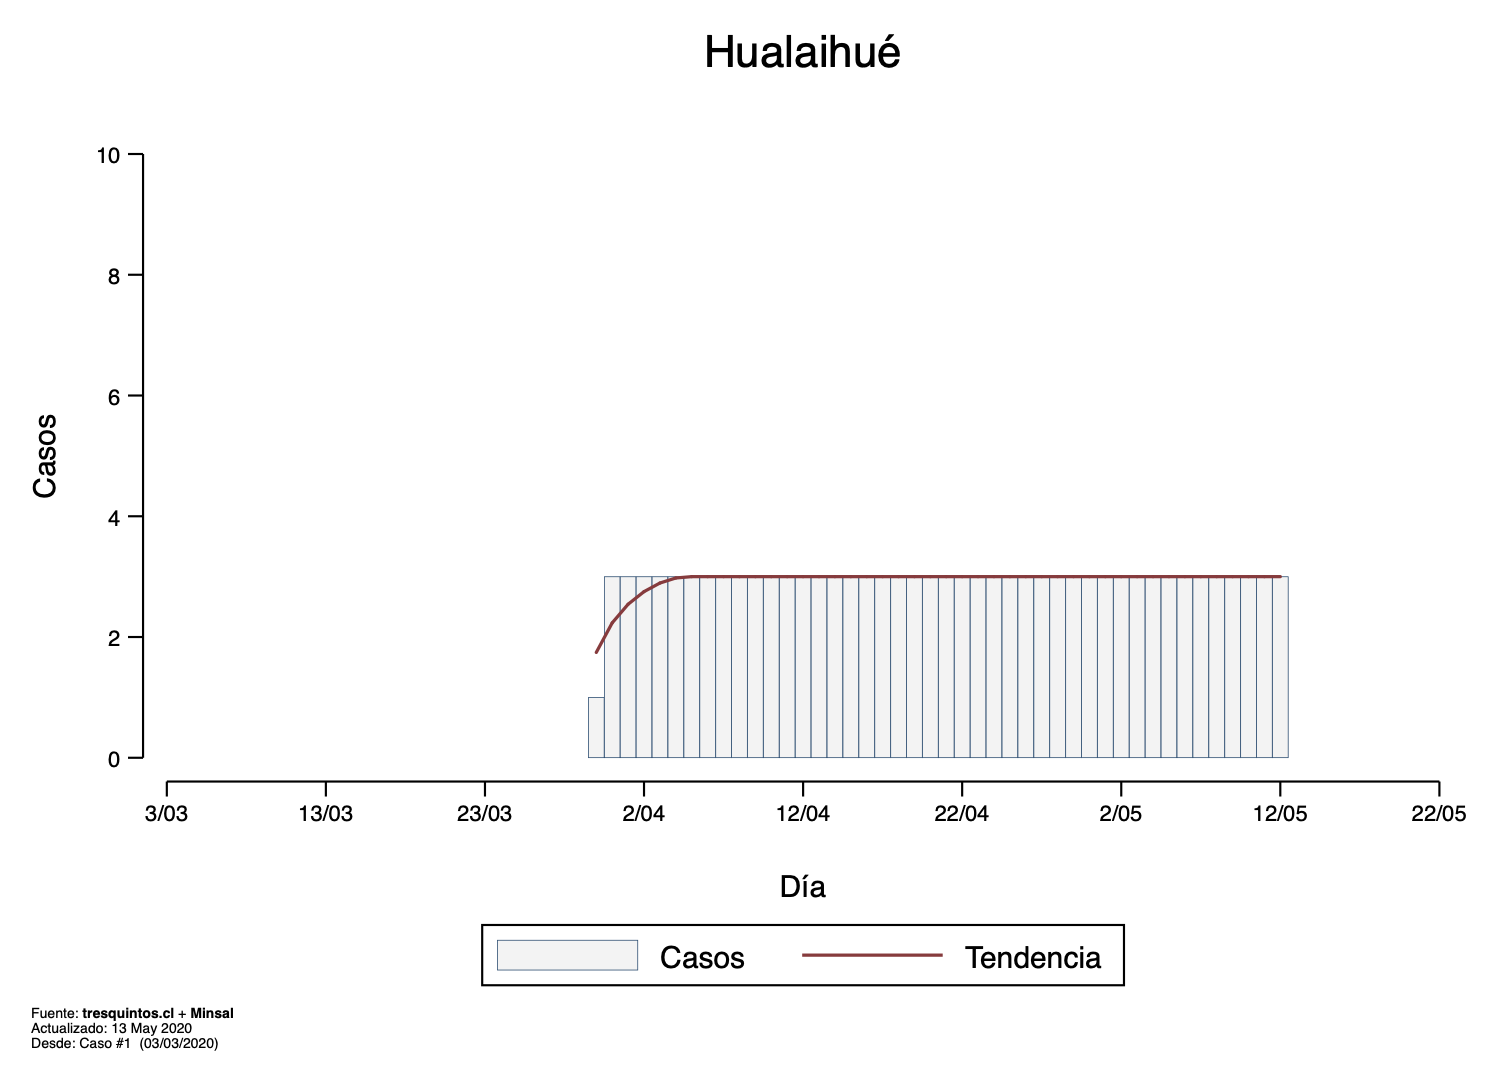 Hualaihué
10
8
6
4
2
0
Casos
3/03 13/03 23/03 2/04 12/04 22/04 2/05 12/05 22/05
Día
Casos Tendencia
Fuente: tresquintos.cl + Minsal
Actualizado: 13 May 2020
Desde: Caso #1 (03/03/2020)